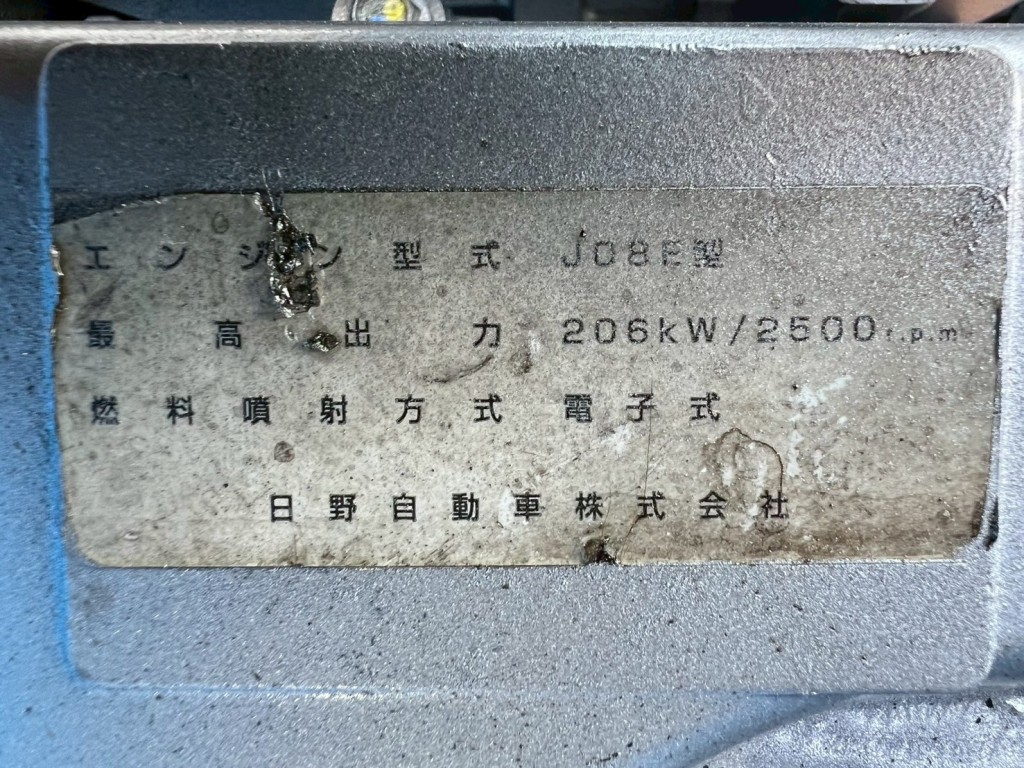 エンジン型式 J08E型
最高出力 206kW/2500r.p.m
燃料噴射方式 電子式
日野自動車株式会社